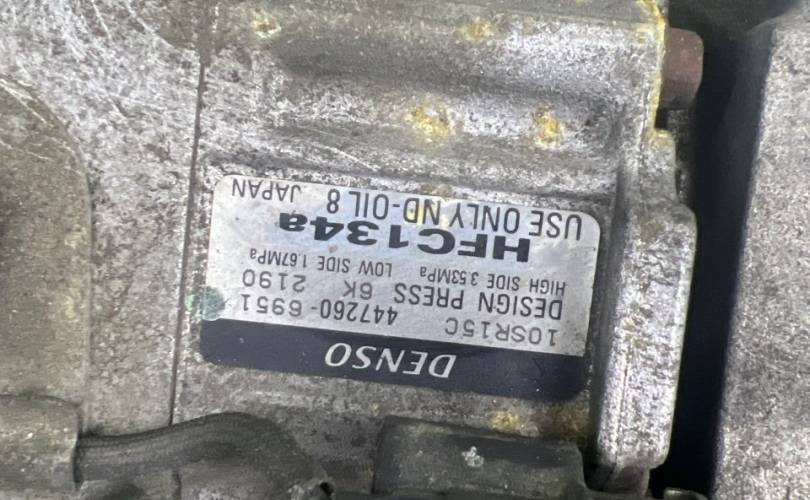 DENSO
10SR15C
447260-6951
DESIGN PRESS 6K 2190
HIGH SIDE 3.53MPa LOW SIDE 1.67MPa
HFC134a
USE ONLY ND-OIL 8 JAPAN